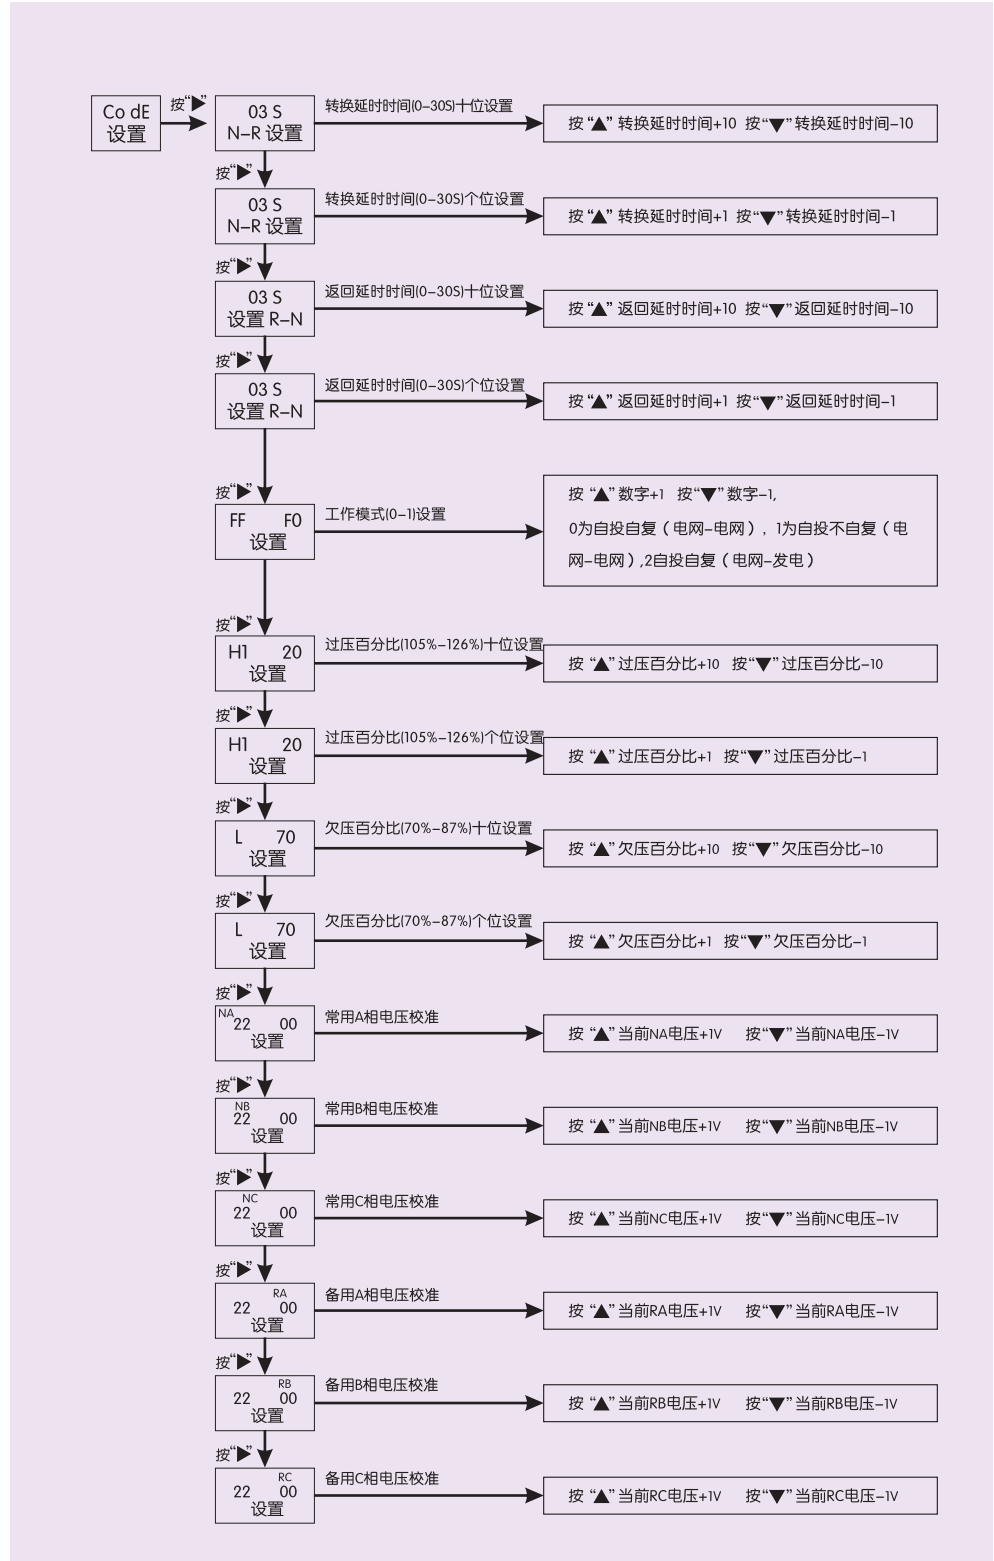 Co dE
设置
按“▶”
03 S
N–R 设置
转换延时时间(0–30S)十位设置
按 “▲” 转换延时时间+10 按“▼”转换延时时间–10
按“▶”
03 S
N–R 设置
转换延时时间(0–30S)个位设置
按 “▲” 转换延时时间+1 按“▼”转换延时时间–1
按“▶”
03 S
设置 R–N
返回延时时间(0–30S)十位设置
按 “▲” 返回延时时间+10 按“▼”返回延时时间–10
按“▶”
03 S
设置 R–N
返回延时时间(0–30S)个位设置
按 “▲” 返回延时时间+1 按“▼”返回延时时间–1
按“▶”
FF F0
设置
工作模式(0–1)设置
按 “▲”数字+1 按“▼”数字–1,
0为自投自复（电网–电网），1为自投不自复（电
网–电网）,2自投自复（电网–发电）
按“▶”
H1 20
设置
过压百分比(105%–126%)十位设置
按 “▲”过压百分比+10 按“▼”过压百分比–10
按“▶”
H1 20
设置
过压百分比(105%–126%)个位设置
按 “▲”过压百分比+1 按“▼”过压百分比–1
按“▶”
L 70
设置
欠压百分比(70%–87%)十位设置
按 “▲”欠压百分比+10 按“▼”欠压百分比–10
按“▶”
L 70
设置
欠压百分比(70%–87%)个位设置
按 “▲”欠压百分比+1 按“▼”欠压百分比–1
按“▶”
NA
22 00
设置
常用A相电压校准
按 “▲”当前NA电压+1V 按“▼”当前NA电压–1V
按“▶”
NB
22 00
设置
常用B相电压校准
按 “▲”当前NB电压+1V 按“▼”当前NB电压–1V
按“▶”
NC
22 00
设置
常用C相电压校准
按 “▲”当前NC电压+1V 按“▼”当前NC电压–1V
按“▶”
RA
22 00
设置
备用A相电压校准
按 “▲”当前RA电压+1V 按“▼”当前RA电压–1V
按“▶”
RB
22 00
设置
备用B相电压校准
按 “▲”当前RB电压+1V 按“▼”当前RB电压–1V
按“▶”
RC
22 00
设置
备用C相电压校准
按 “▲”当前RC电压+1V 按“▼”当前RC电压–1V